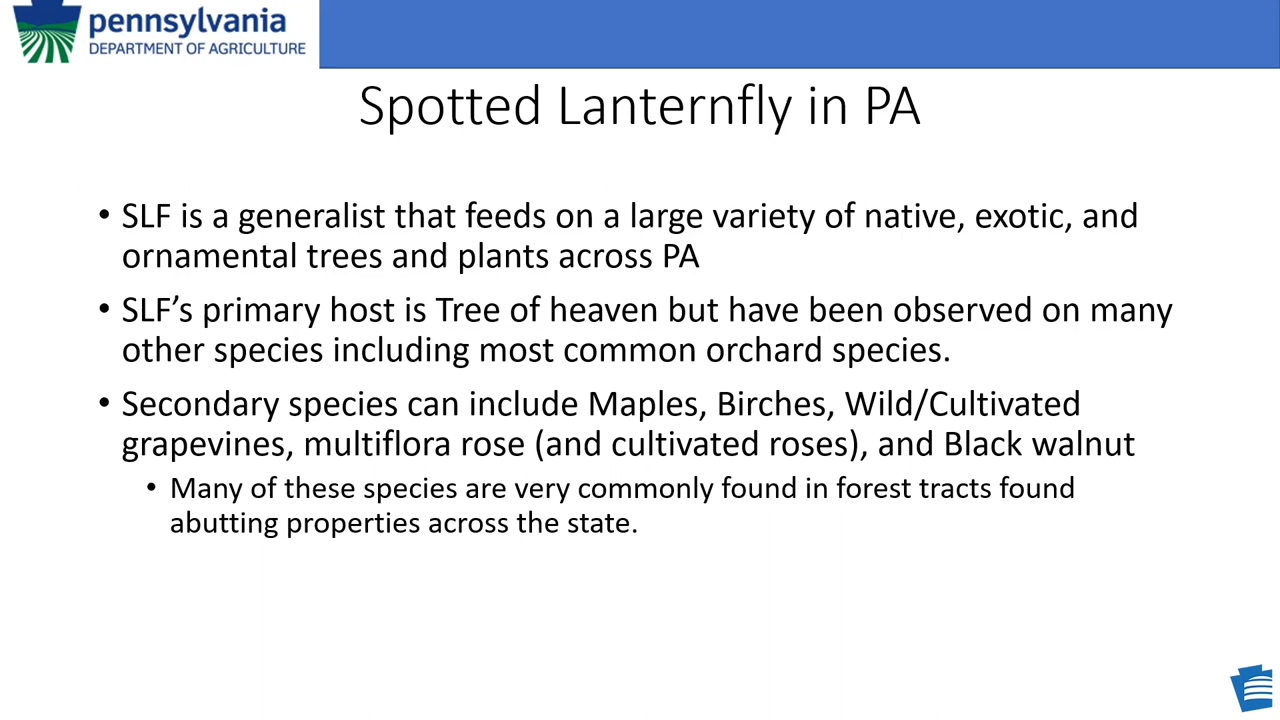 pennsylvania
DEPARTMENT OF AGRICULTURE
Spotted Lanternfly in PA
• SLF is a generalist that feeds on a large variety of native, exotic, and
ornamental trees and plants across PA
• SLF’s primary host is Tree of heaven but have been observed on many
other species including most common orchard species.
• Secondary species can include Maples, Birches, Wild/Cultivated
grapevines, multiflora rose (and cultivated roses), and Black walnut
• Many of these species are very commonly found in forest tracts found
abutting properties across the state.